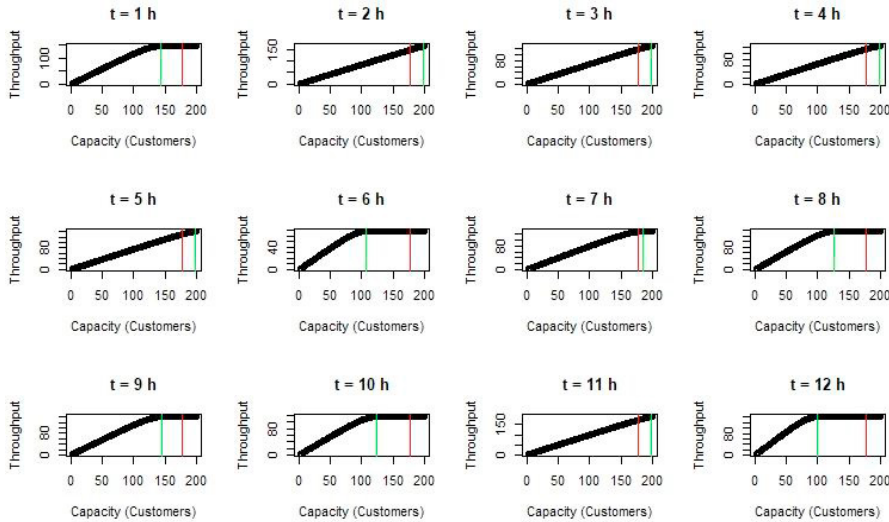 t = 1 h
t = 2 h
t = 3 h
t = 4 h
Throughput
0 100
Throughput
0 150
Throughput
0 80
Throughput
0 80
0 50 100 150 200
0 50 100 150 200
0 50 100 150 200
0 50 100 150 200
Capacity (Customers)
Capacity (Customers)
Capacity (Customers)
Capacity (Customers)
t = 5 h
t = 6 h
t = 7 h
t = 8 h
Throughput
0 80
Throughput
0 40
Throughput
0 80
Throughput
0 80
0 50 100 150 200
0 50 100 150 200
0 50 100 150 200
0 50 100 150 200
Capacity (Customers)
Capacity (Customers)
Capacity (Customers)
Capacity (Customers)
t = 9 h
t = 10 h
t = 11 h
t = 12 h
Throughput
0 80
Throughput
0 80
Throughput
0 150
Throughput
0 80
0 50 100 150 200
0 50 100 150 200
0 50 100 150 200
0 50 100 150 200
Capacity (Customers)
Capacity (Customers)
Capacity (Customers)
Capacity (Customers)